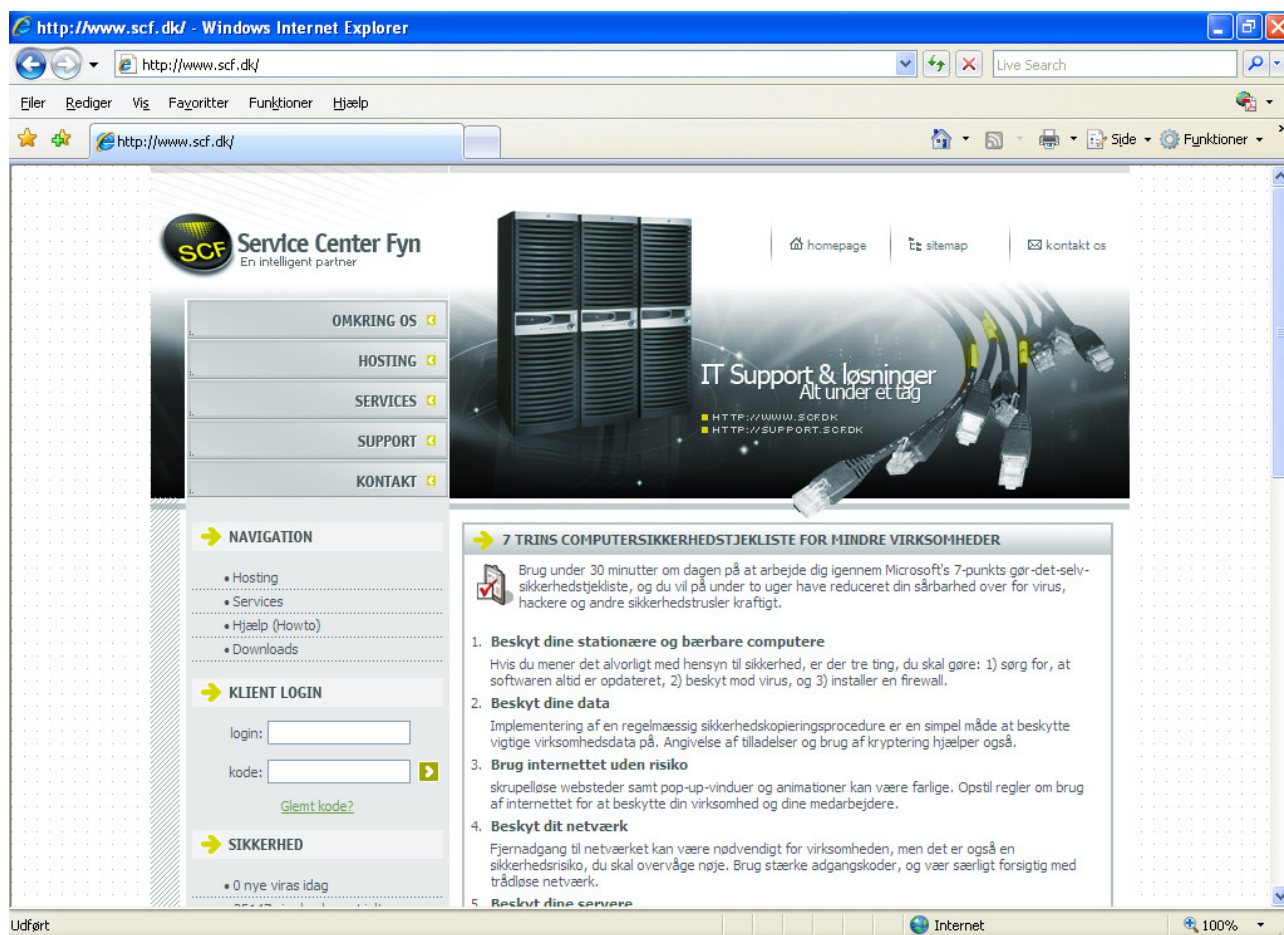 http://www.scf.dk/ - Windows Internet Explorer
http://www.scf.dk/
Live Search
Filer Rediger Vis Favoritter Funktioner Hjælp
http://www.scf.dk/
Side Funktioner
SCF
ServIce Center Fyn
En intelligent partner
homepage
sitemap
kontakt os
OMKRING OS
HOSTING
SERVICES
SUPPORT
KONTAKT
IT Support & løsninger
Alt under et tag
HTTP://WWW.SCF.DK
HTTP://SUPPORT.SCF.DK
NAVIGATION
• Hosting
• Services
• Hjælp (Howto)
• Downloads
KLIENT LOGIN
login:
kode:
Glemt kode?
SIKKERHED
• 0 nye viras idag
7 TRINS COMPUTERSIKKERHEDSTJEKLISTE FOR MINDRE VIRKSOMHEDER
Brug under 30 minutter om dagen på at arbejde dig igennem Microsoft's 7-punkts gør-det-selv-
sikkerhedstjekliste, og du vil på under to uger have reduceret din sårbarhed over for virus,
hackere og andre sikkerhedstrusler kraftigt.
1. Beskyt dine stationære og bærbare computere
Hvis du mener det alvorligt med hensyn til sikkerhed, er der tre ting, du skal gøre: 1) sørg for, at
softwaren altid er opdateret, 2) beskyt mod virus, og 3) installer en firewall.
2. Beskyt dine data
Implementering af en regelmæssig sikkerhedskopieringsprocedure er en simpel måde at beskytte
vigtige virksomhedsdata på. Angivelse af tilladelser og brug af kryptering hjælper også.
3. Brug internettet uden risiko
skrupelløse websteder samt pop-up-vinduer og animationer kan være farlige. Opstil regler om brug
af internettet for at beskytte din virksomhed og dine medarbejdere.
4. Beskyt dit netværk
Fjernadgang til netværket kan være nødvendigt for virksomheden, men det er også en
sikkerhedsrisiko, du skal overvåge nøje. Brug stærke adgangskoder, og vær særligt forsigtig med
trådløse netværk.
5. Beskyt dine servere
Udført
Internet
100%